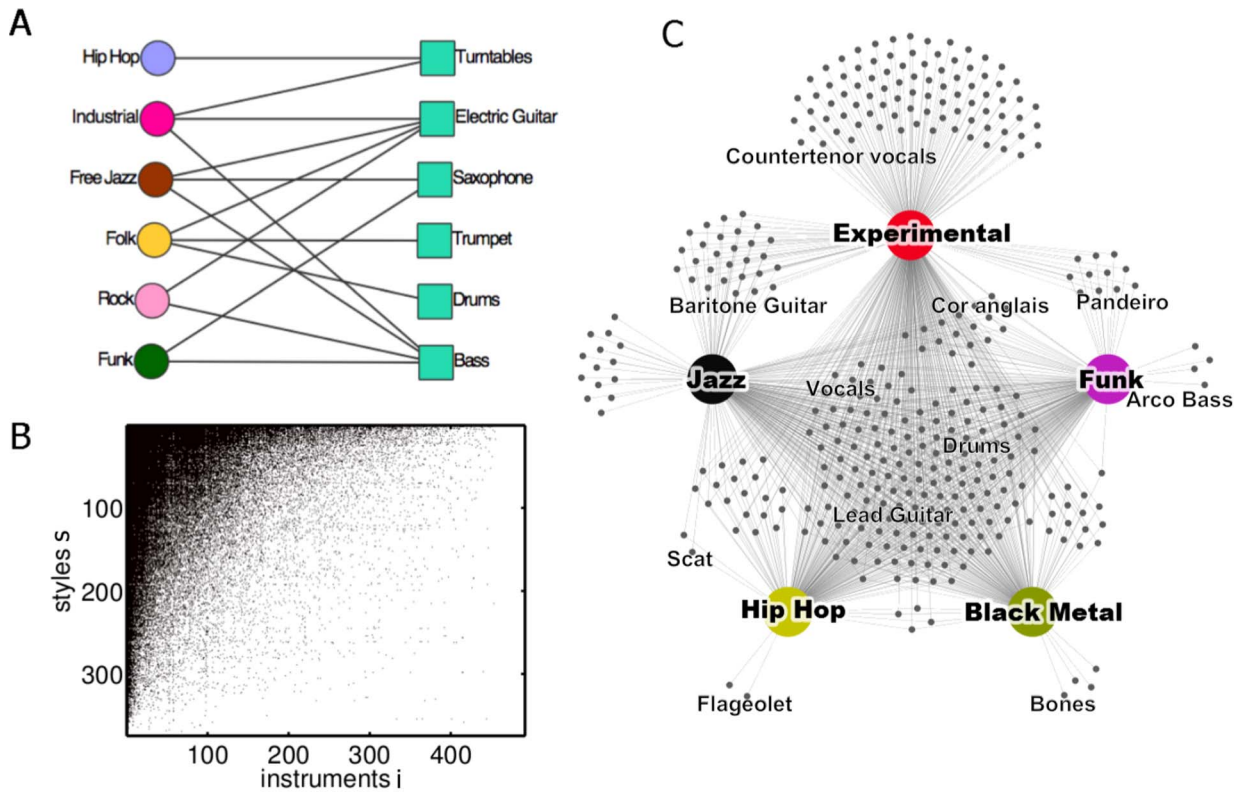 A
Hip Hop
Turntables
Industrial
Electric Guitar
Free Jazz
Saxophone
Folk
Trumpet
Rock
Drums
Funk
Bass
B
100
200
300
styles s
100
200
300
400
instruments i
C
Countertenor vocals
Experimental
Baritone Guitar
Cor anglais
Pandeiro
Jazz
Vocals
Funk
Arco Bass
Drums
Lead Guitar
Scat
Hip Hop
Black Metal
Flageolet
Bones